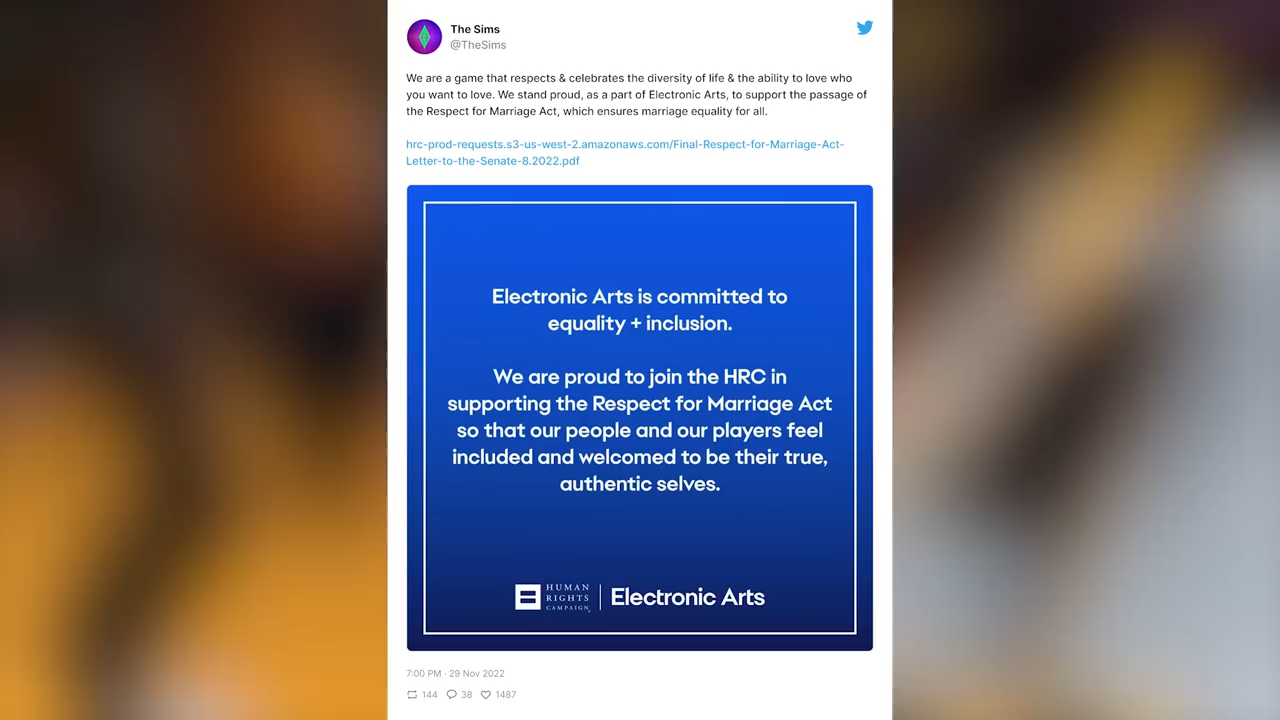 The Sims
@TheSims
We are a game that respects & celebrates the diversity of life & the ability to love who
you want to love. We stand proud, as a part of Electronic Arts, to support the passage of
the Respect for Marriage Act, which ensures marriage equality for all.
hrc-prod-requests.s3-us-west-2.amazonaws.com/Final-Respect-for-Marriage-Act-
Letter-to-the-Senate-8.2022.pdf
Electronic Arts is committed to
equality + inclusion.
We are proud to join the HRC in
supporting the Respect for Marriage Act
so that our people and our players feel
included and welcomed to be their true,
authentic selves.
HUMAN
RIGHTS
CAMPAIGN
Electronic Arts
7:00 PM · 29 Nov 2022
144 38 1487